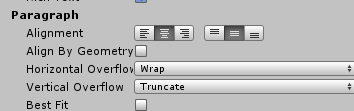 Paragraph
Alignment
Align By Geometry
Horizontal Overflow Wrap
Vertical Overflow Truncate
Best Fit